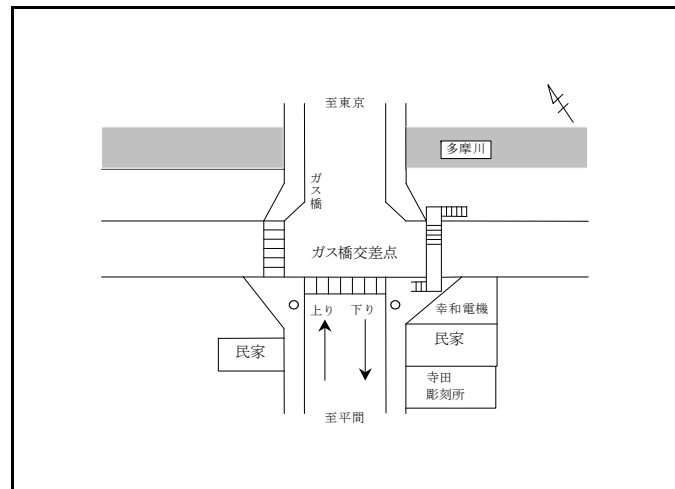 至東京
多摩川
ガス橋
ガス橋交差点
上り
下り
幸和電機
民家
民家
寺田
彫刻所
至平間